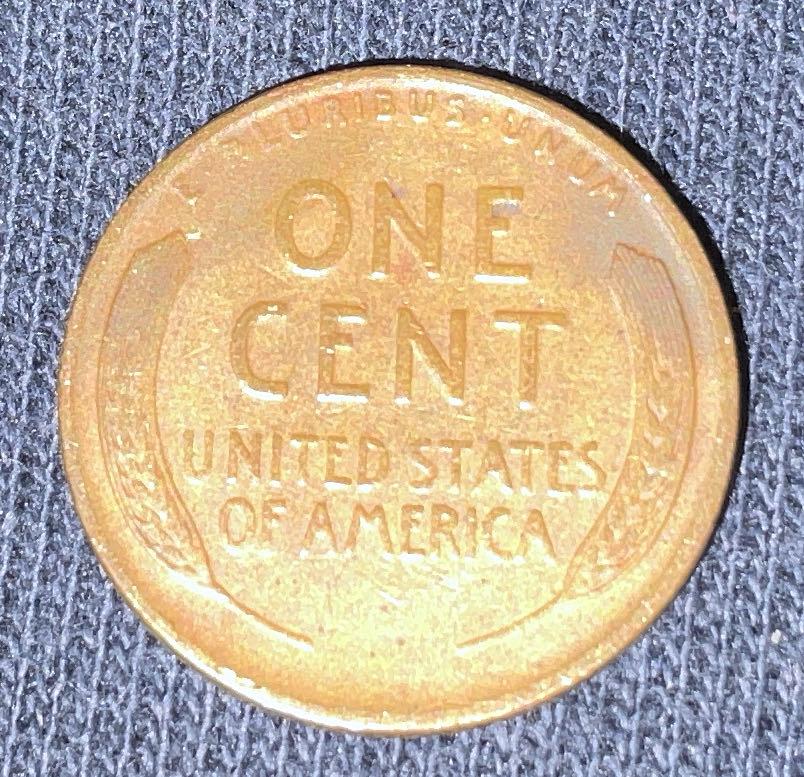 E PLURIBUS·UNUM
ONE
CENT
UNITED STATES
OF AMERICA